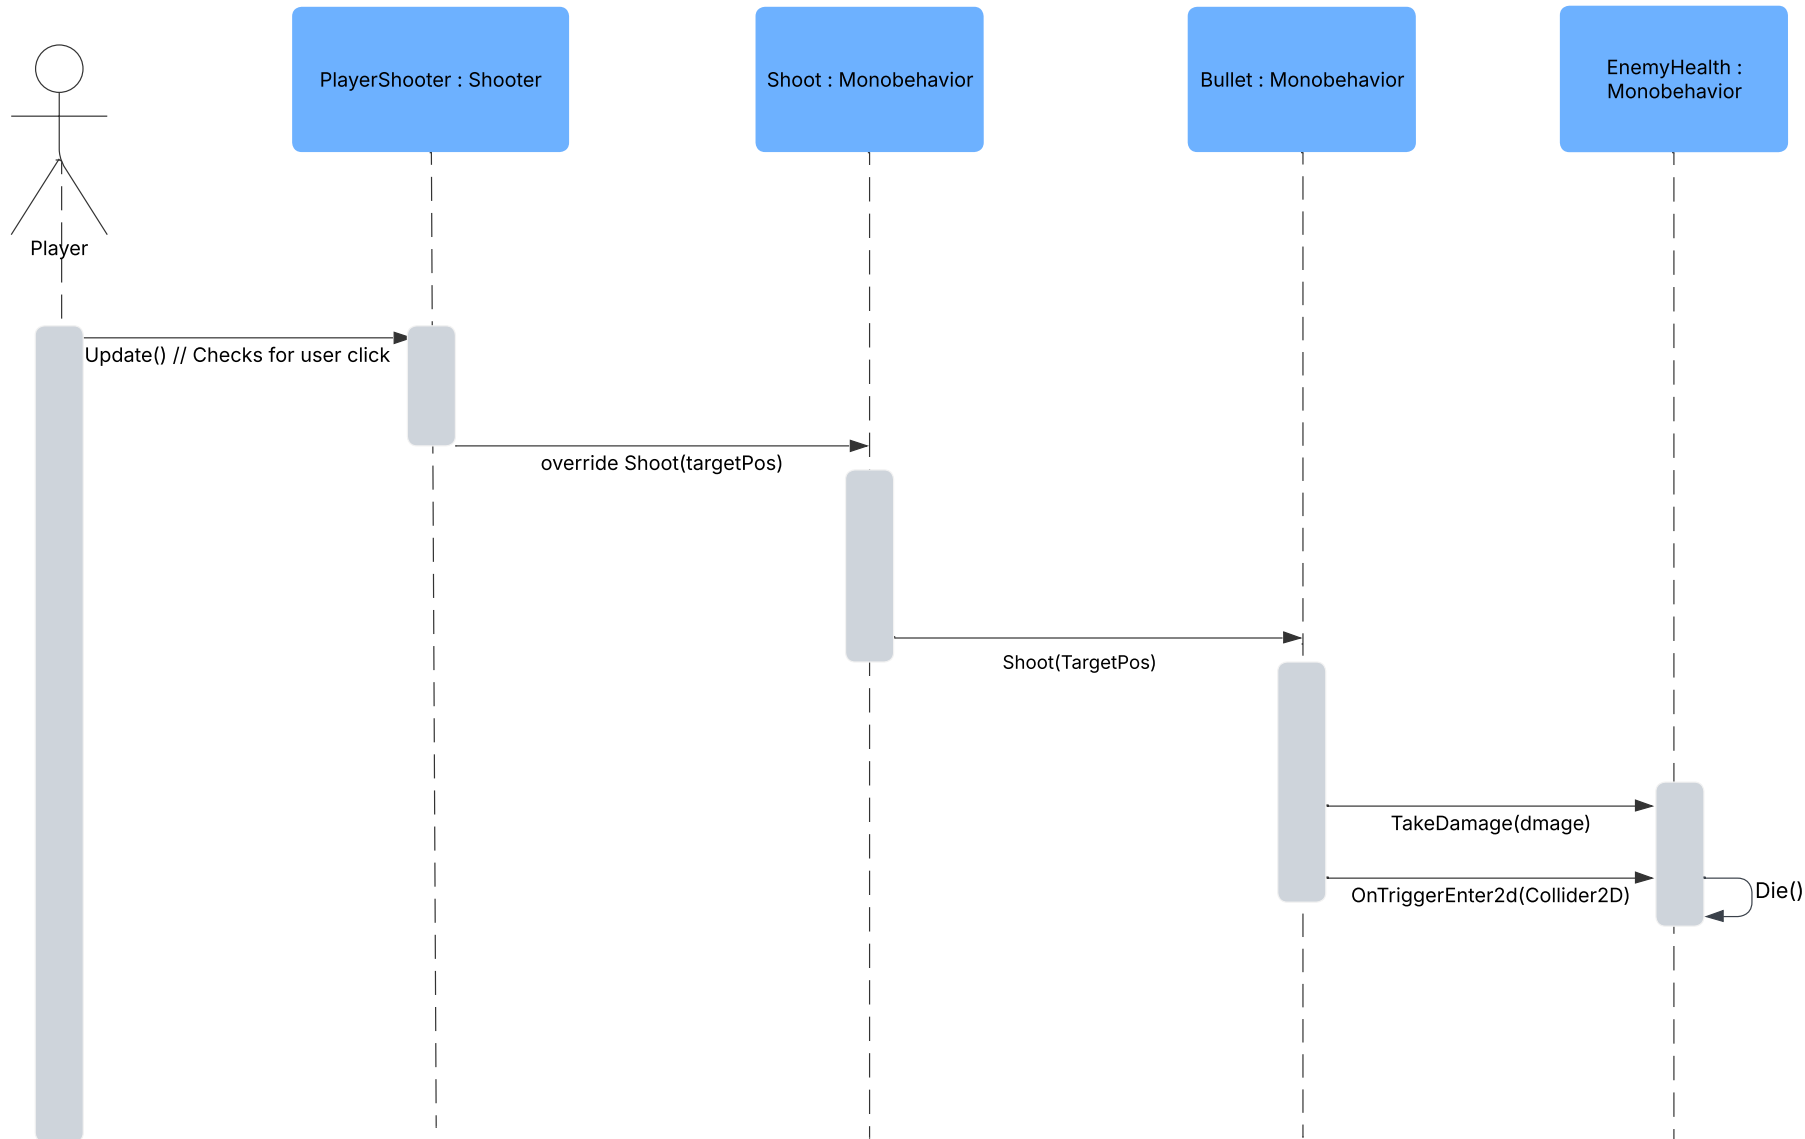 PlayerShooter : Shooter
Shoot : Monobehavior
Bullet : Monobehavior
EnemyHealth :
Monobehavior
Player
Update() // Checks for user click
override Shoot(targetPos)
Shoot(TargetPos)
TakeDamage(dmage)
OnTriggerEnter2d(Collider2D)
Die()